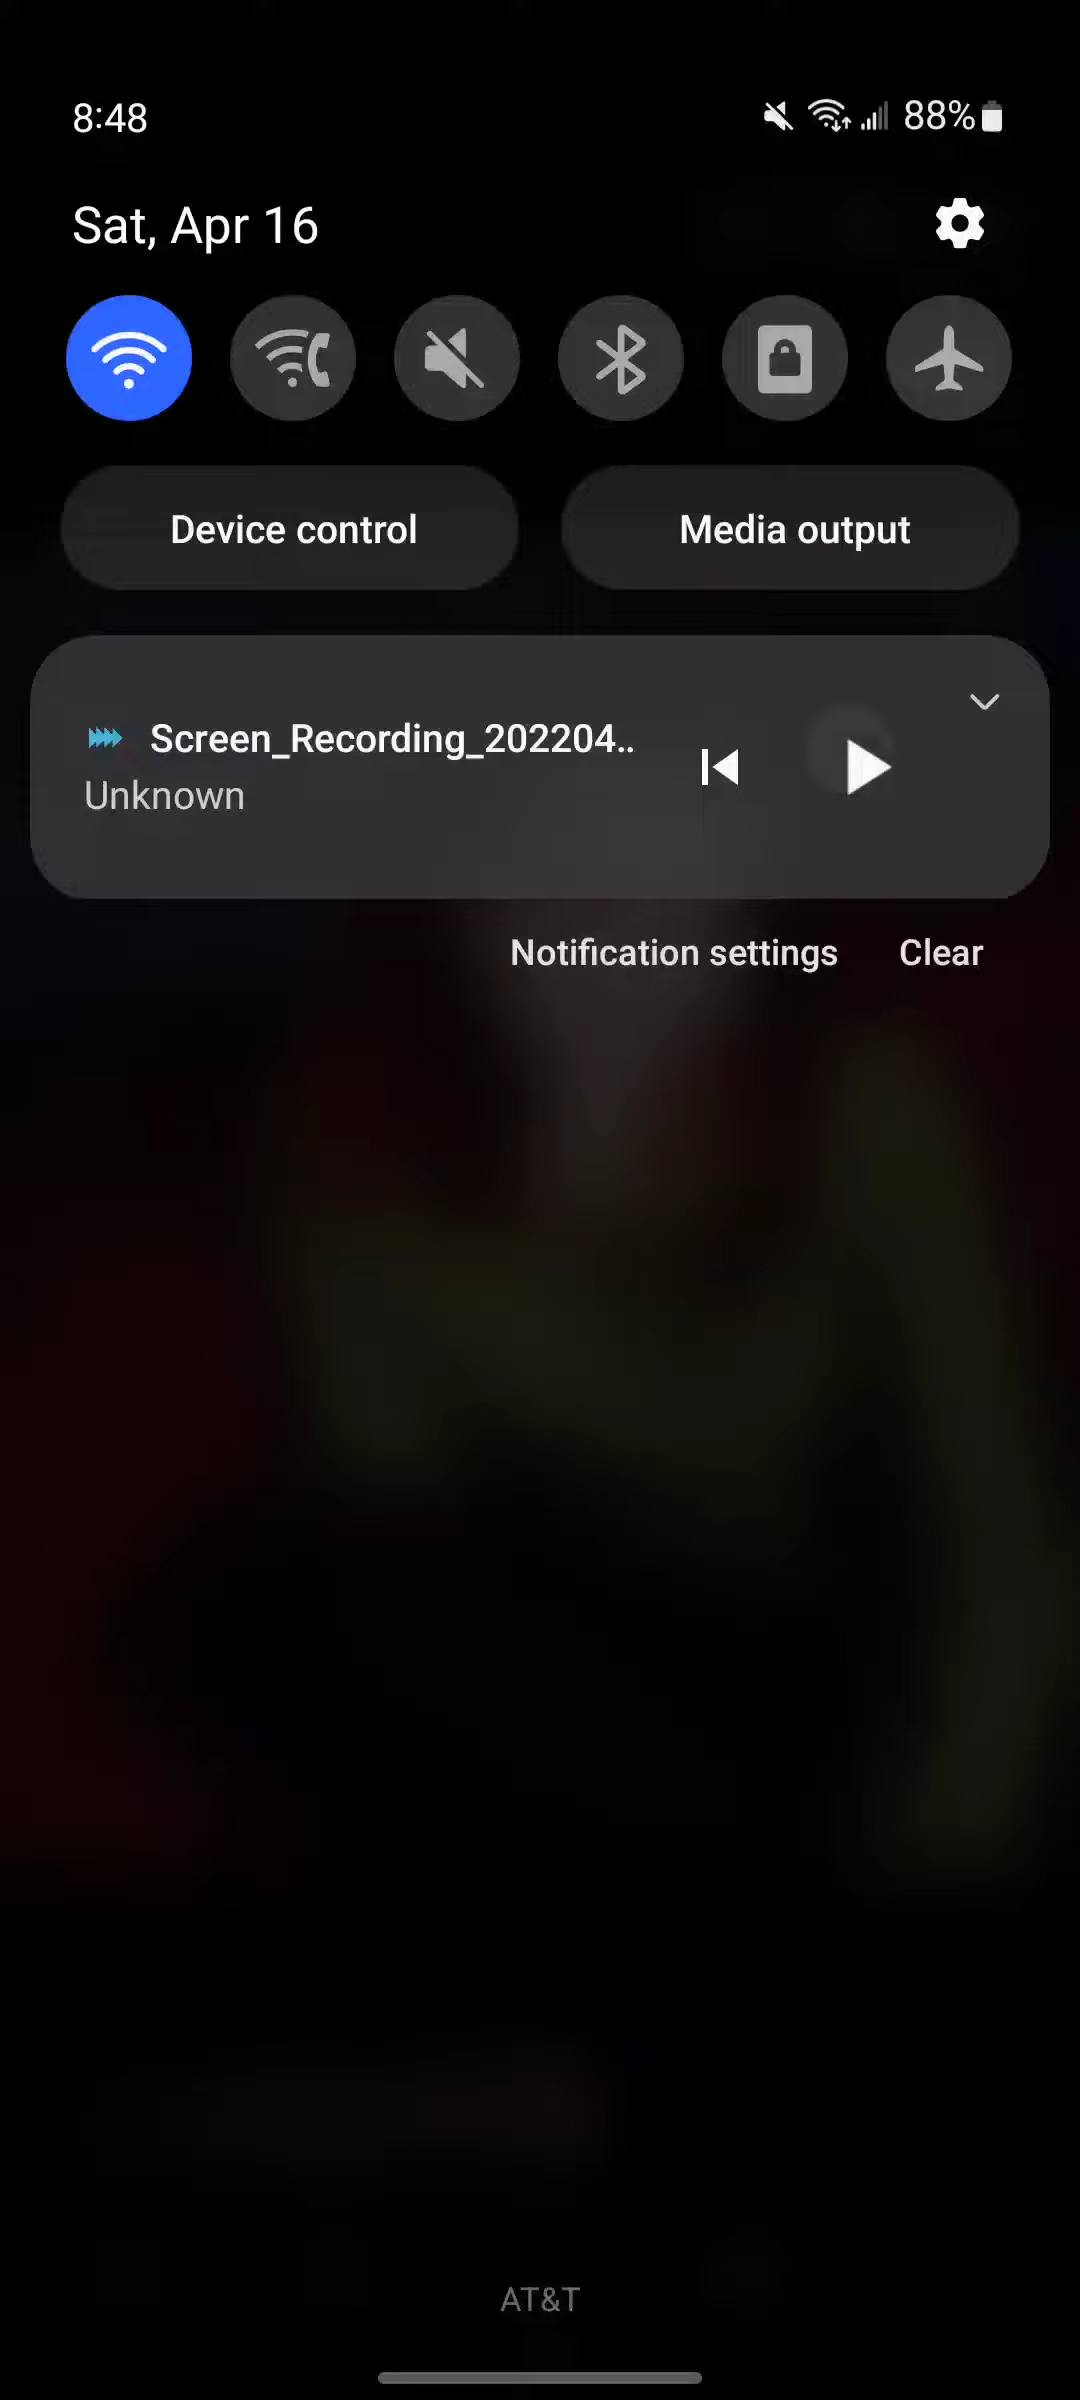 8:48
88%
Sat, Apr 16
Device control
Media output
Screen_Recording_202204..
Unknown
Notification settings
Clear
AT&T